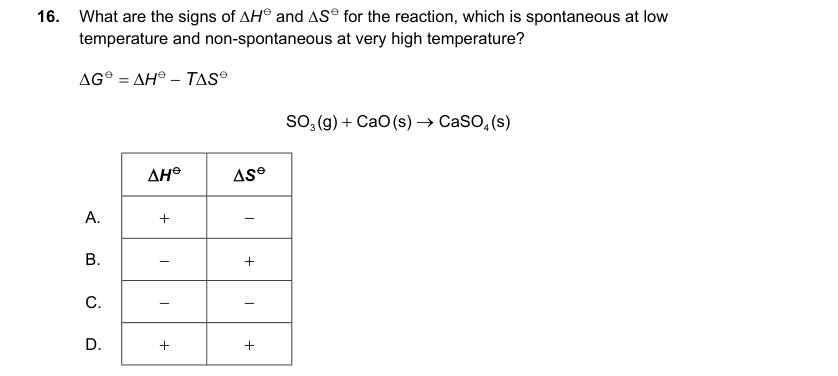 16. What are the signs of ΔH⦵ and ΔS⦵ for the reaction, which is spontaneous at low
temperature and non-spontaneous at very high temperature?
ΔG⦵ = ΔH⦵ – TΔS⦵
SO₃(g) + CaO(s) → CaSO₄(s)
ΔH⦵ ΔS⦵
A. + –
B. – +
C. – –
D. + +